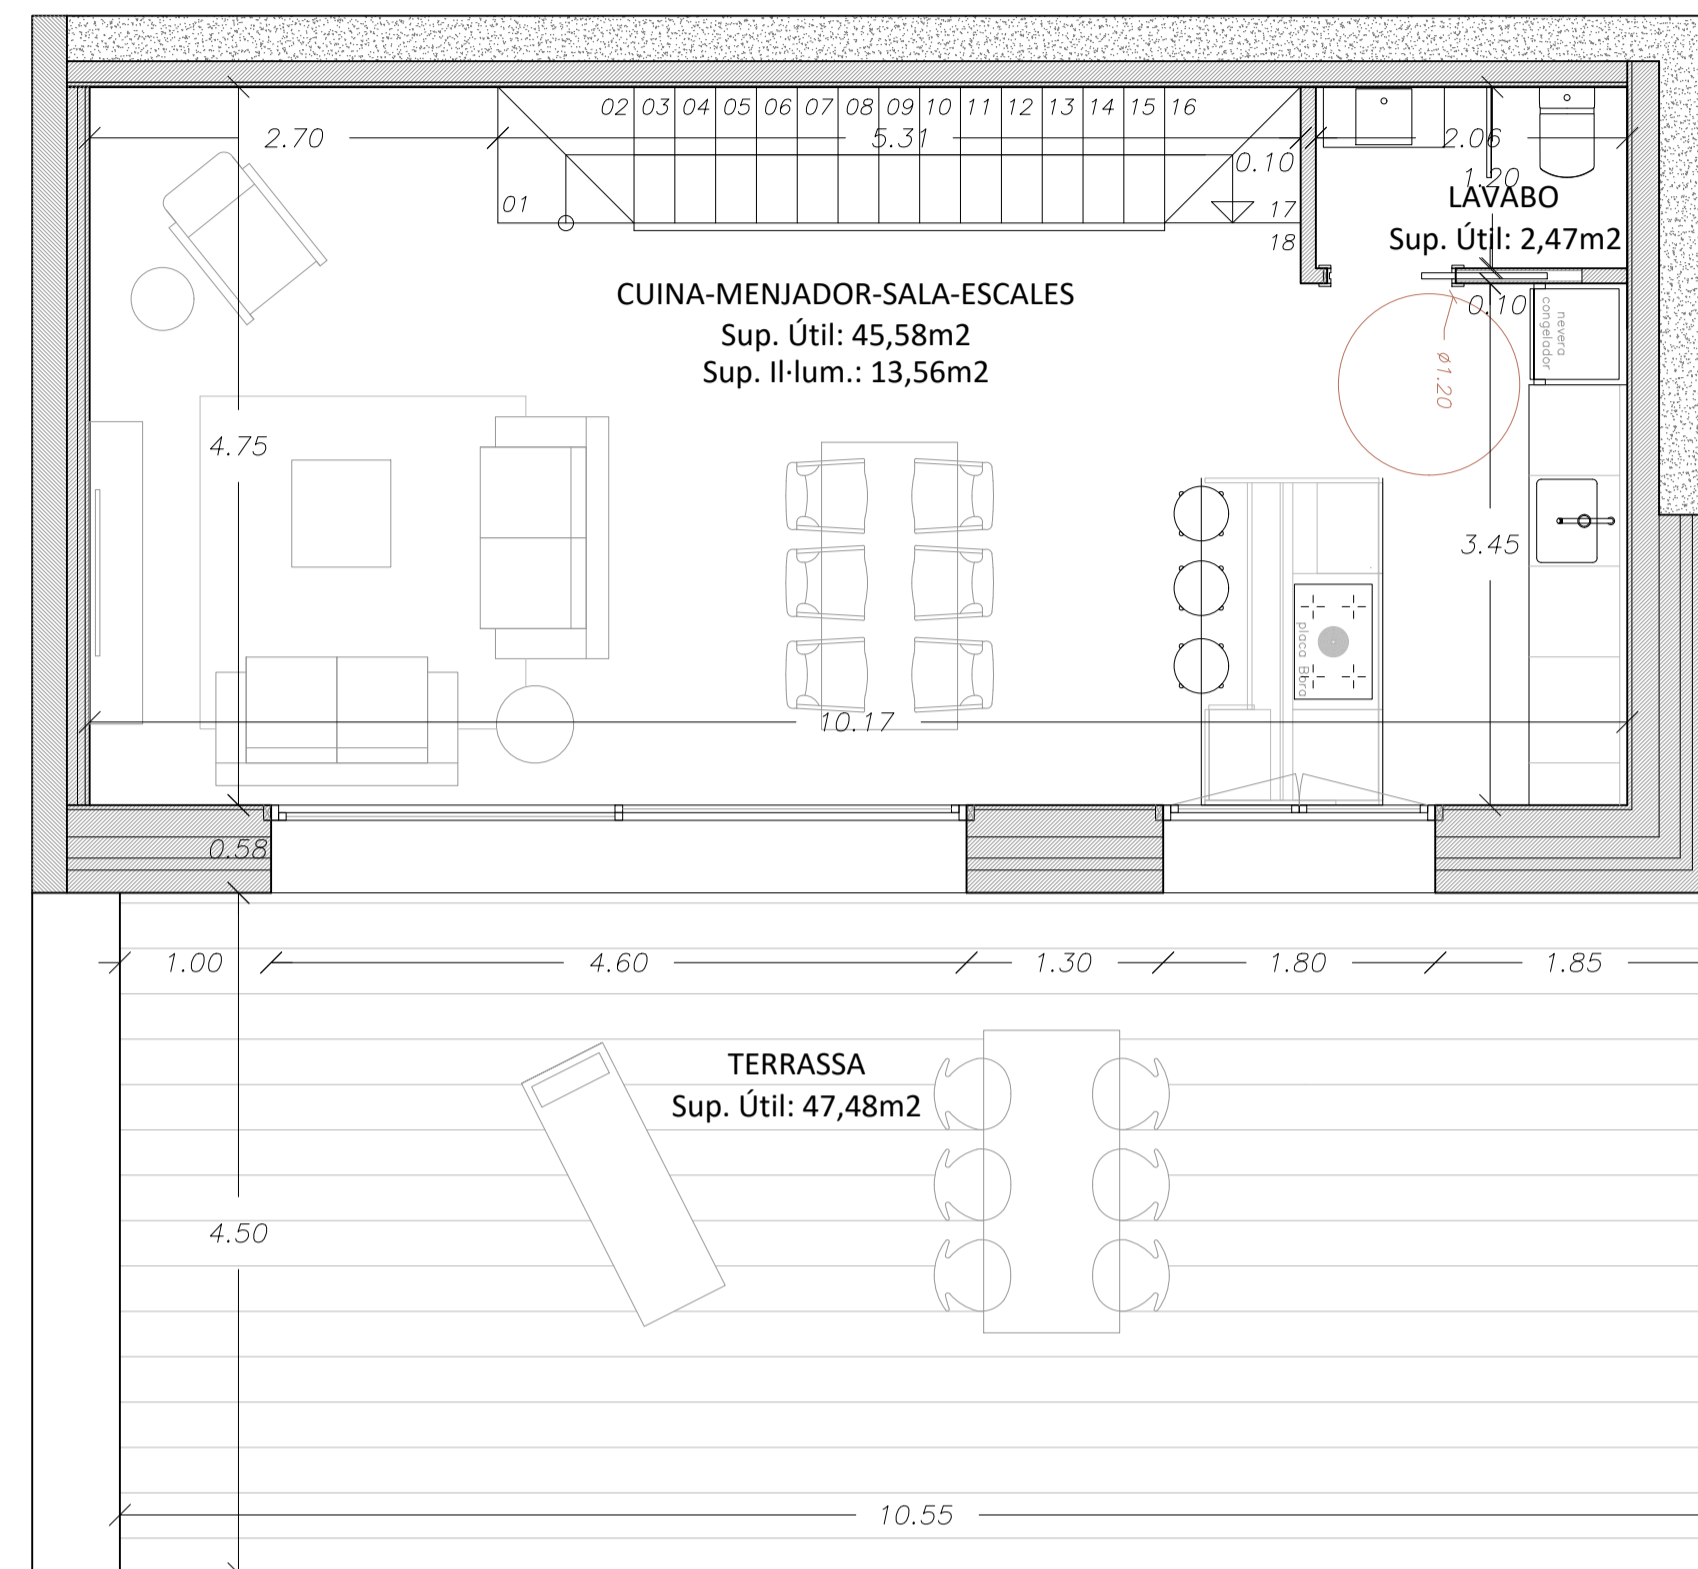 02 03 04 05 06 07 08 09 10 11 12 13 14 15 16
2.70
5.31
2.06
0.10
1.20
01
17
18
LAVABO
Sup. Útil: 2,47m2
CUINA-MENJADOR-SALA-ESCALES
Sup. Útil: 45,58m2
Sup. Il·lum.: 13,56m2
0.10
nevera
congelador
ø1.20
4.75
3.45
placa Bora
10.17
0.58
1.00
4.60
1.30
1.80
1.85
TERRASSA
Sup. Útil: 47,48m2
4.50
10.55